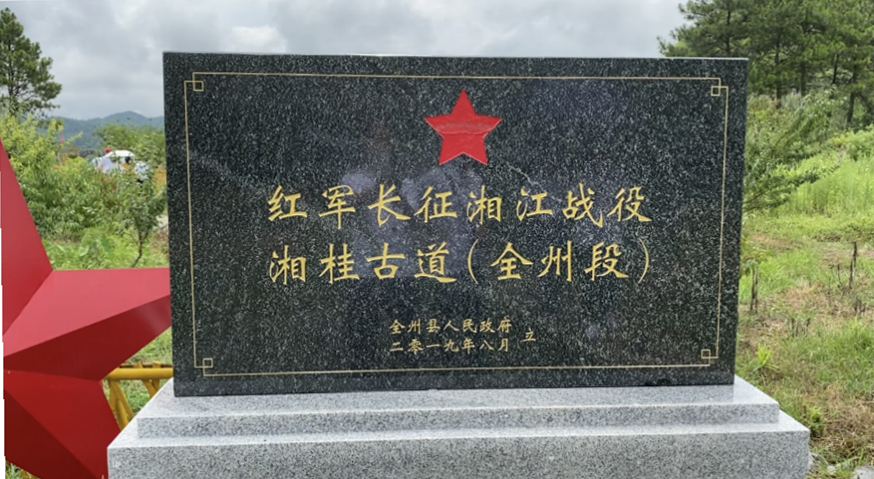 红军长征湘江战役
湘桂古道(全州段)
全州县人民政府
二零一九年八月 立